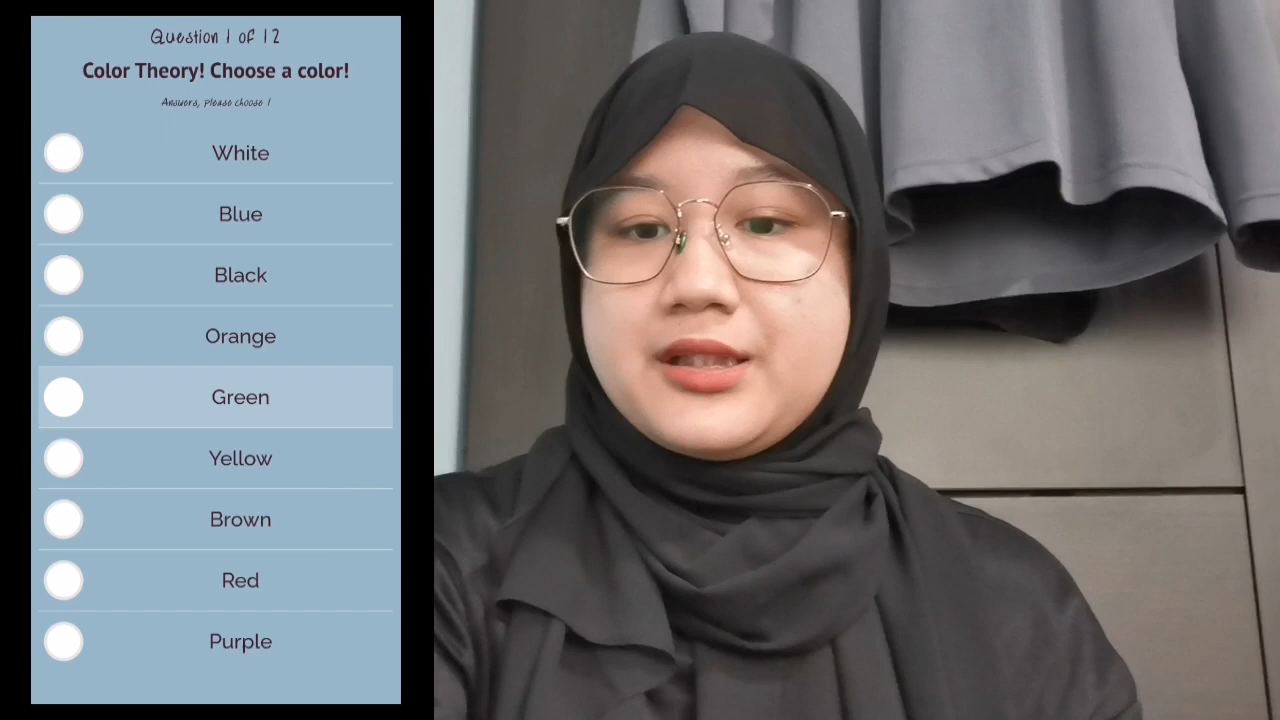 Question 1 of 12
Color Theory! Choose a color!
Answers, please choose 1
White
Blue
Black
Orange
Green
Yellow
Brown
Red
Purple